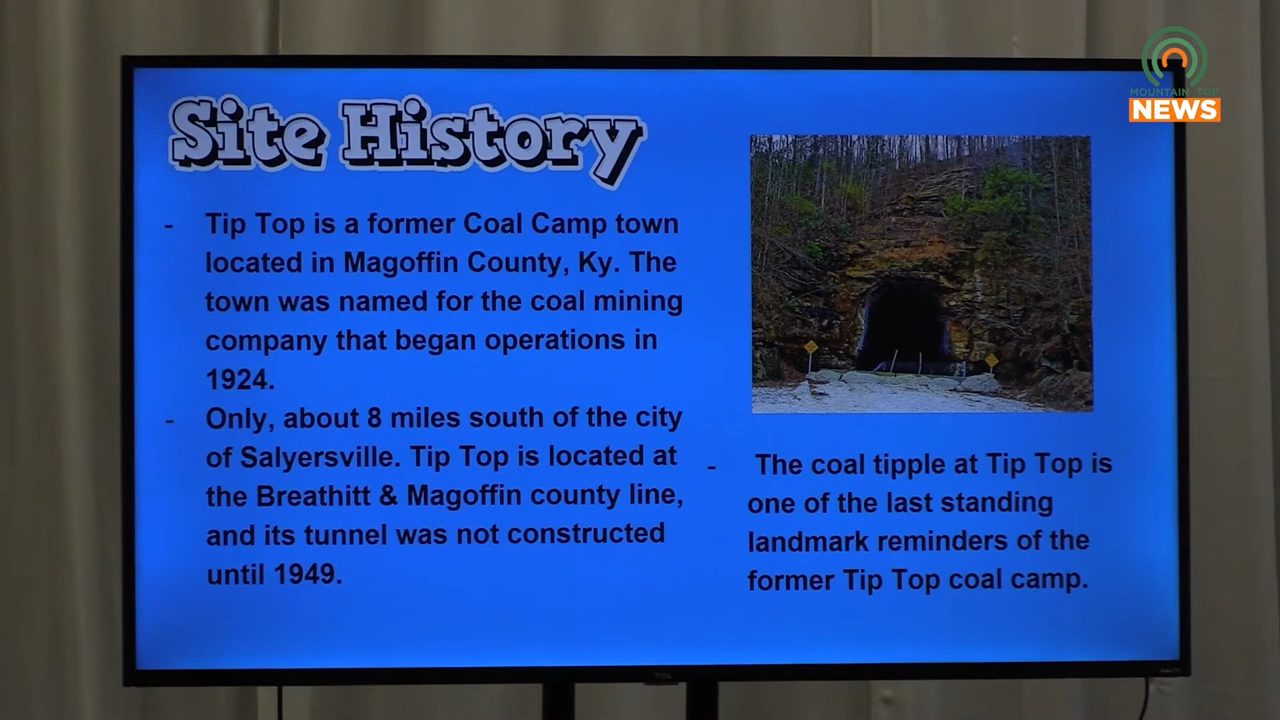 MOUNTAIN TOP
NEWS
Site History
- Tip Top is a former Coal Camp town
located in Magoffin County, Ky. The
town was named for the coal mining
company that began operations in
1924.
- Only, about 8 miles south of the city
of Salyersville. Tip Top is located at
the Breathitt & Magoffin county line,
and its tunnel was not constructed
until 1949.
- The coal tipple at Tip Top is
one of the last standing
landmark reminders of the
former Tip Top coal camp.
TCL